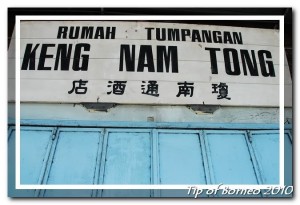 RUMAH TUMPANGAN
KENG NAM TONG
店酒通南瓊
Tip of Borneo 2010